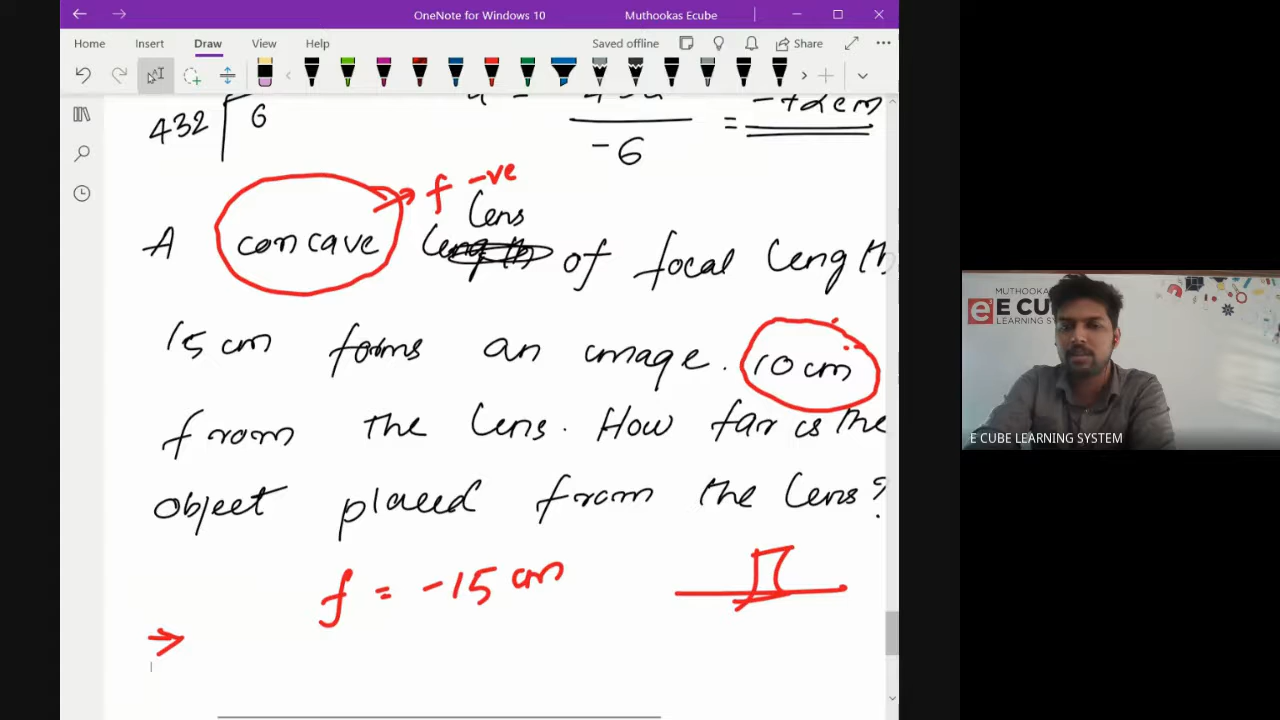 OneNote for Windows 10
Muthookas Ecube
Home Insert Draw View Help
Saved offline
Share
432 6
-6
=
f -ve
Lens
A concave of focal length
15 cm forms an image. 10 cm
from the lens. How far is the
object placed from the lens?
f = -15 cm
MUTHOOKAS
E CUBE
LEARNING SYSTEM
E CUBE LEARNING SYSTEM